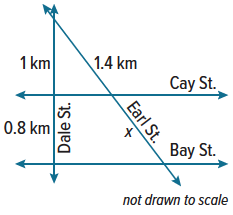 1 km
1.4 km
Cay St.
0.8 km
Dale St.
Earl St.
x
Bay St.
not drawn to scale